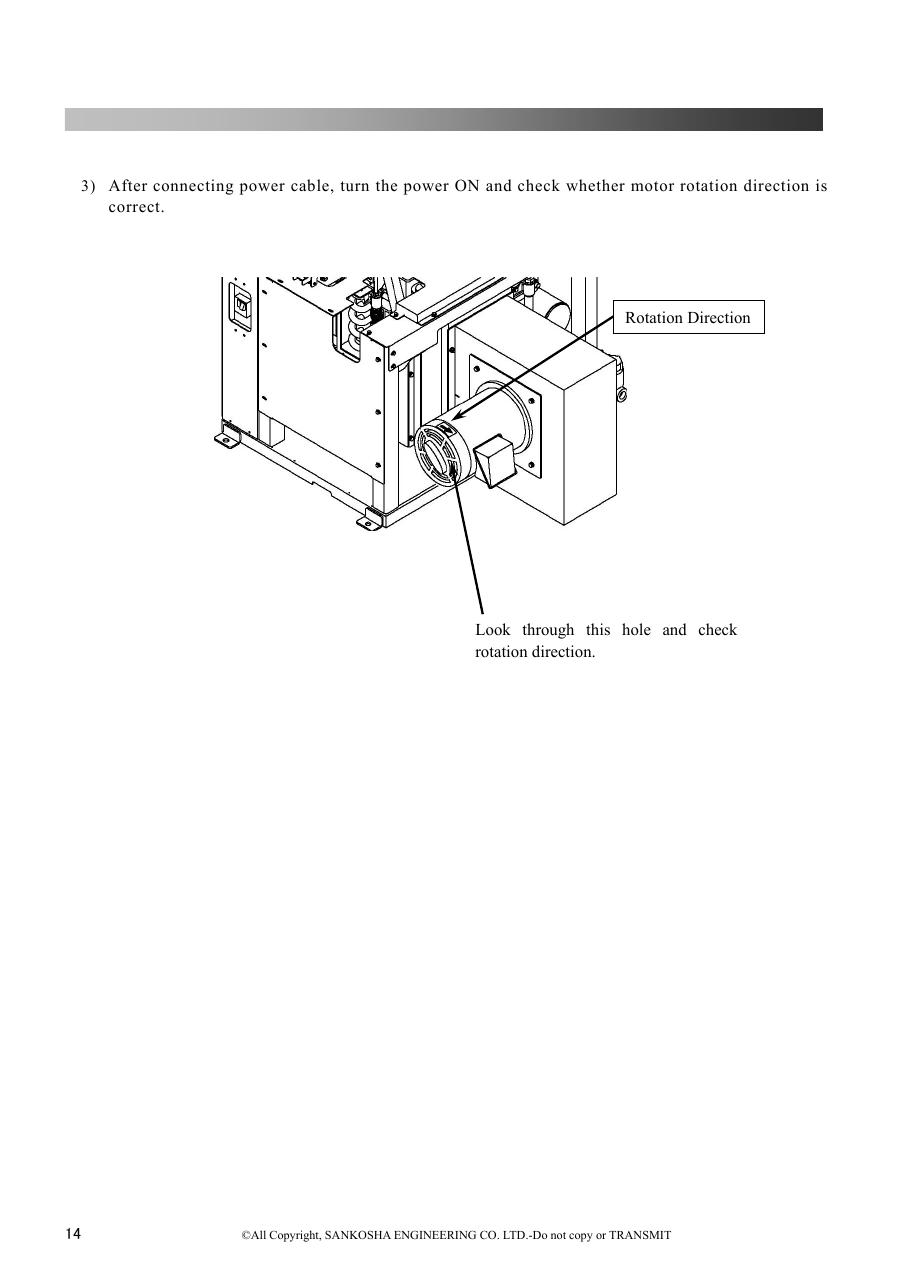 3) After connecting power cable, turn the power ON and check whether motor rotation direction is
correct.
Rotation Direction
Look through this hole and check
rotation direction.
14
©All Copyright, SANKOSHA ENGINEERING CO. LTD.-Do not copy or TRANSMIT